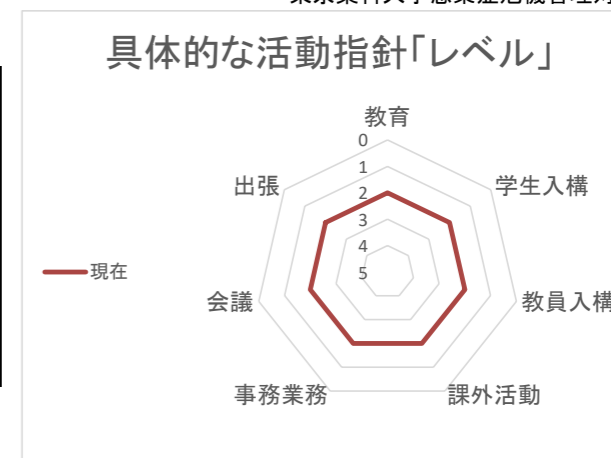 具体的な活動指針「レベル」
教育
0
1
2
3
4
5
出張
学生入構
現在
会議
教員入構
事務業務
課外活動